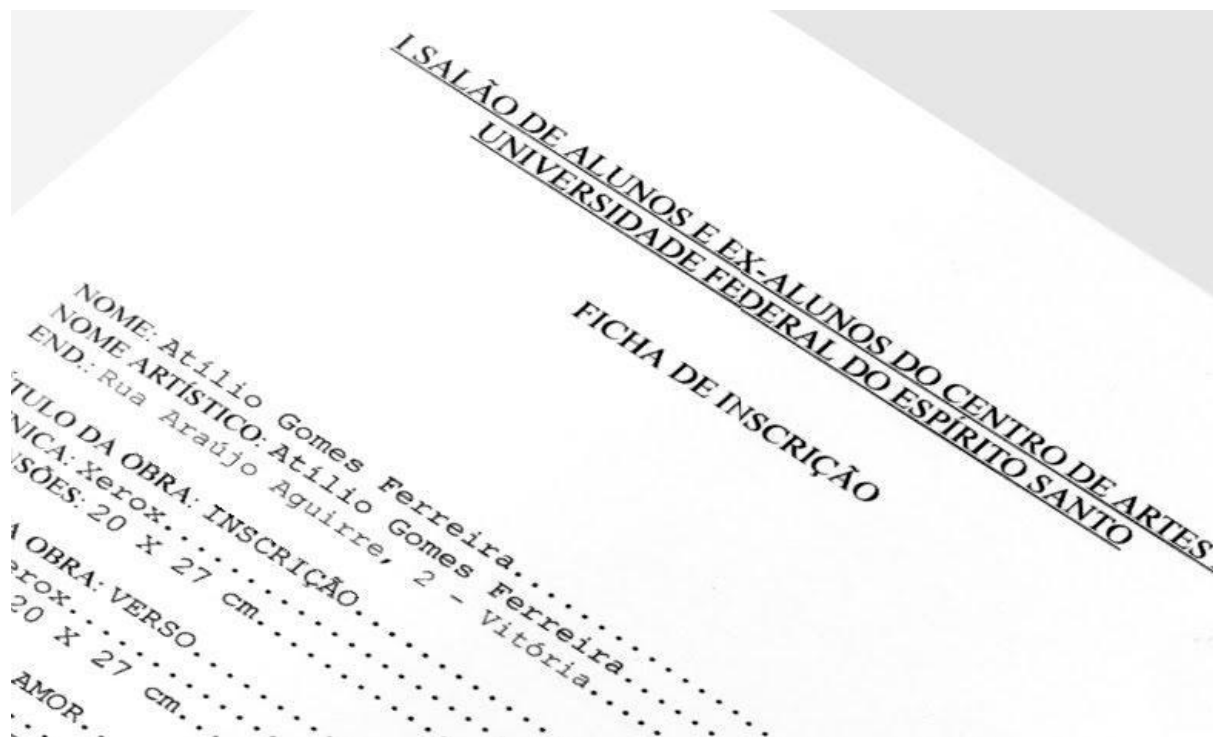 I SALÃO DE ALUNOS E EX-ALUNOS DO CENTRO DE ARTES
UNIVERSIDADE FEDERAL DO ESPÍRITO SANTO
FICHA DE INSCRIÇÃO
NOME: Atílio Gomes Ferreira..........
NOME ARTÍSTICO: Atílio Gomes Ferreira..........
END.: Rua Araújo Aguirre, 2 - Vitória..........
TULO DA OBRA: INSCRIÇÃO..........
NICA: Xerox..........
SÕES: 20 X 27 cm..........
A OBRA: VERSO..........
erox..........
20 X 27 cm..........
AMOR..........